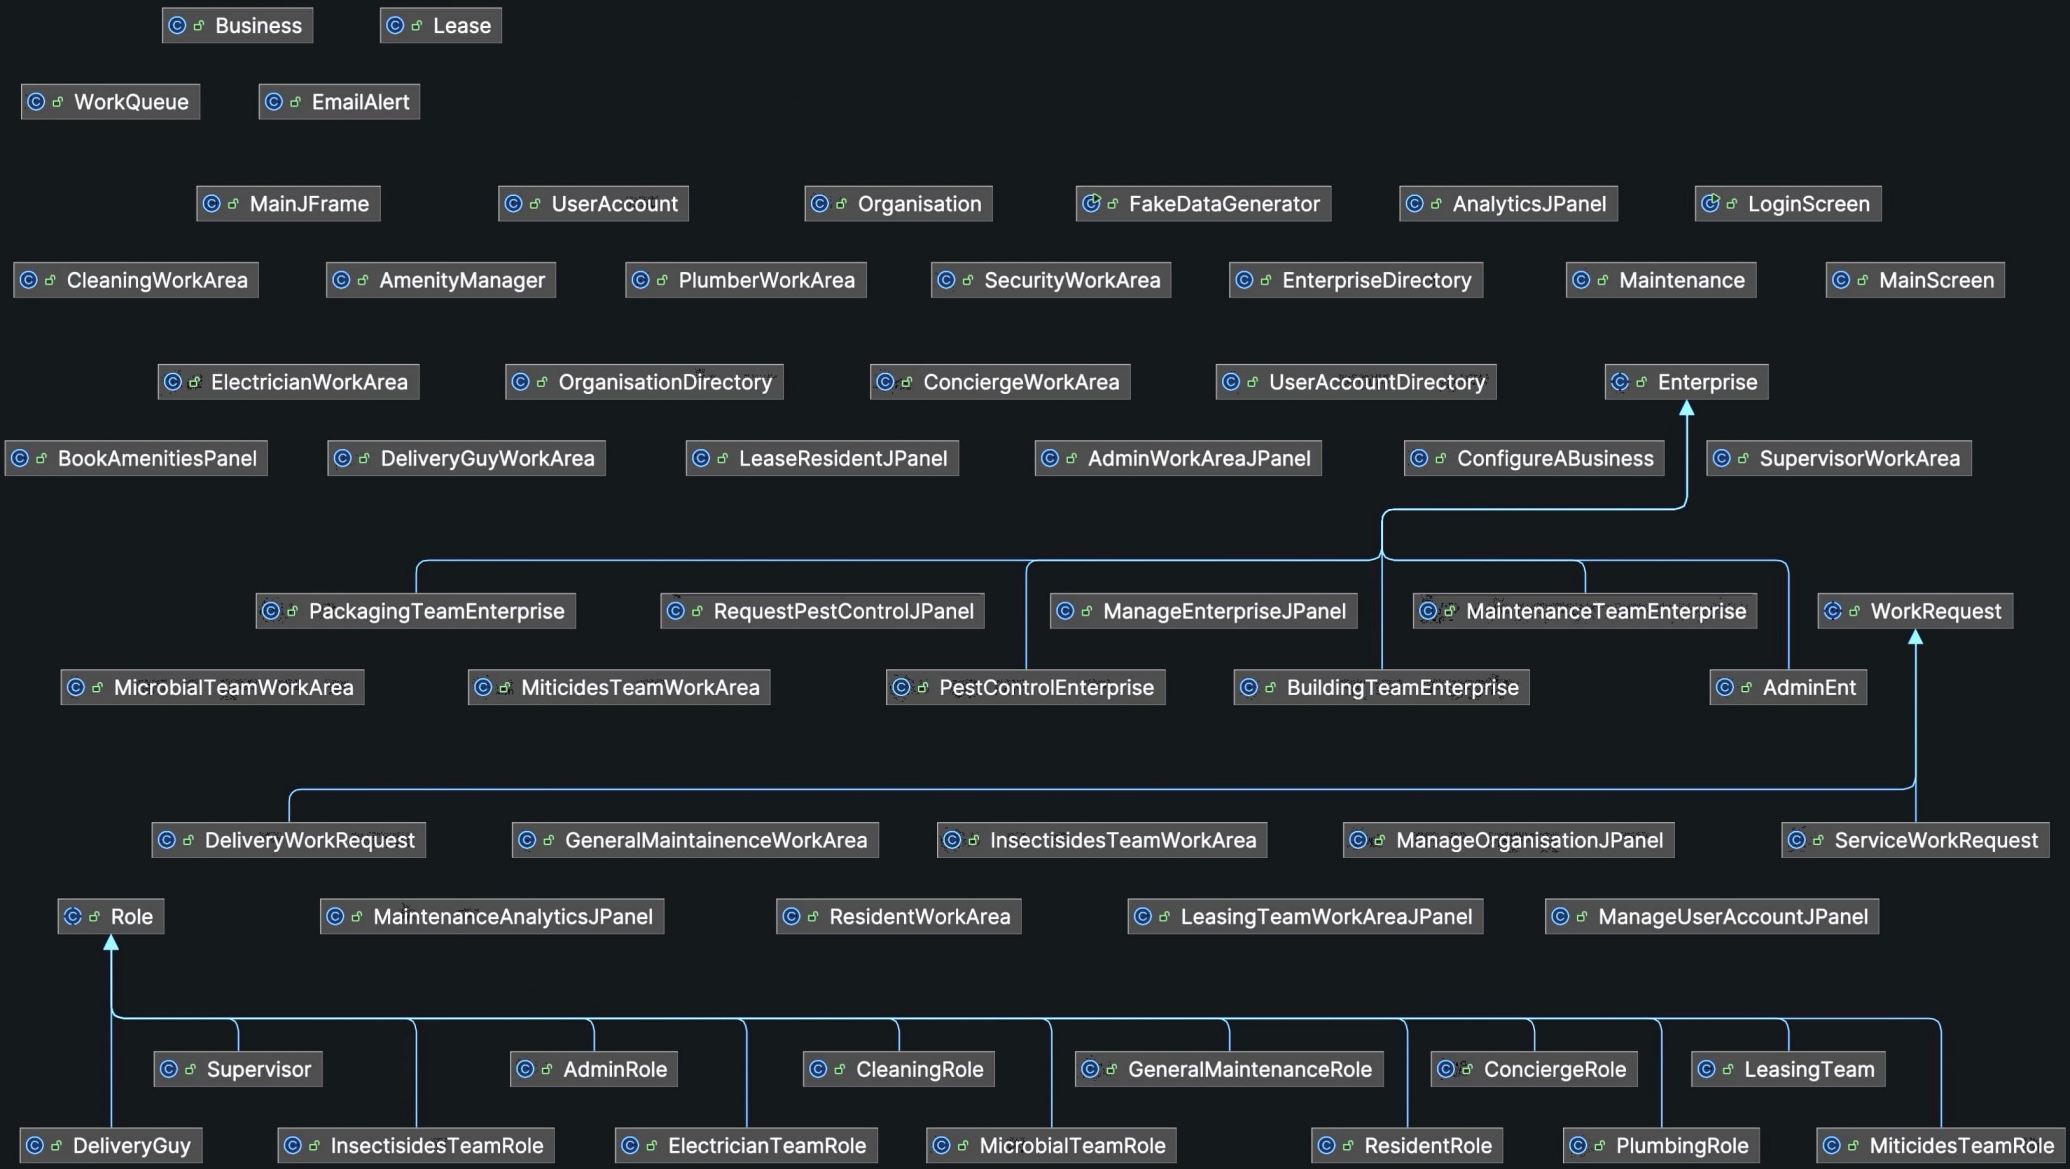 Business Lease
WorkQueue EmailAlert
MainJFrame UserAccount Organisation FakeDataGenerator AnalyticsJPanel LoginScreen
CleaningWorkArea AmenityManager PlumberWorkArea SecurityWorkArea EnterpriseDirectory Maintenance MainScreen
ElectricianWorkArea OrganisationDirectory ConciergeWorkArea UserAccountDirectory Enterprise
BookAmenitiesPanel DeliveryGuyWorkArea LeaseResidentJPanel AdminWorkAreaJPanel ConfigureABusiness SupervisorWorkArea
PackagingTeamEnterprise RequestPestControlJPanel ManageEnterpriseJPanel MaintenanceTeamEnterprise WorkRequest
MicrobialTeamWorkArea MiticidesTeamWorkArea PestControlEnterprise BuildingTeamEnterprise AdminEnt
DeliveryWorkRequest GeneralMaintainenceWorkArea InsectisidesTeamWorkArea ManageOrganisationJPanel ServiceWorkRequest
Role MaintenanceAnalyticsJPanel ResidentWorkArea LeasingTeamWorkAreaJPanel ManageUserAccountJPanel
Supervisor AdminRole CleaningRole GeneralMaintenanceRole ConciergeRole LeasingTeam
DeliveryGuy InsectisidesTeamRole ElectricianTeamRole MicrobialTeamRole ResidentRole PlumbingRole MiticidesTeamRole